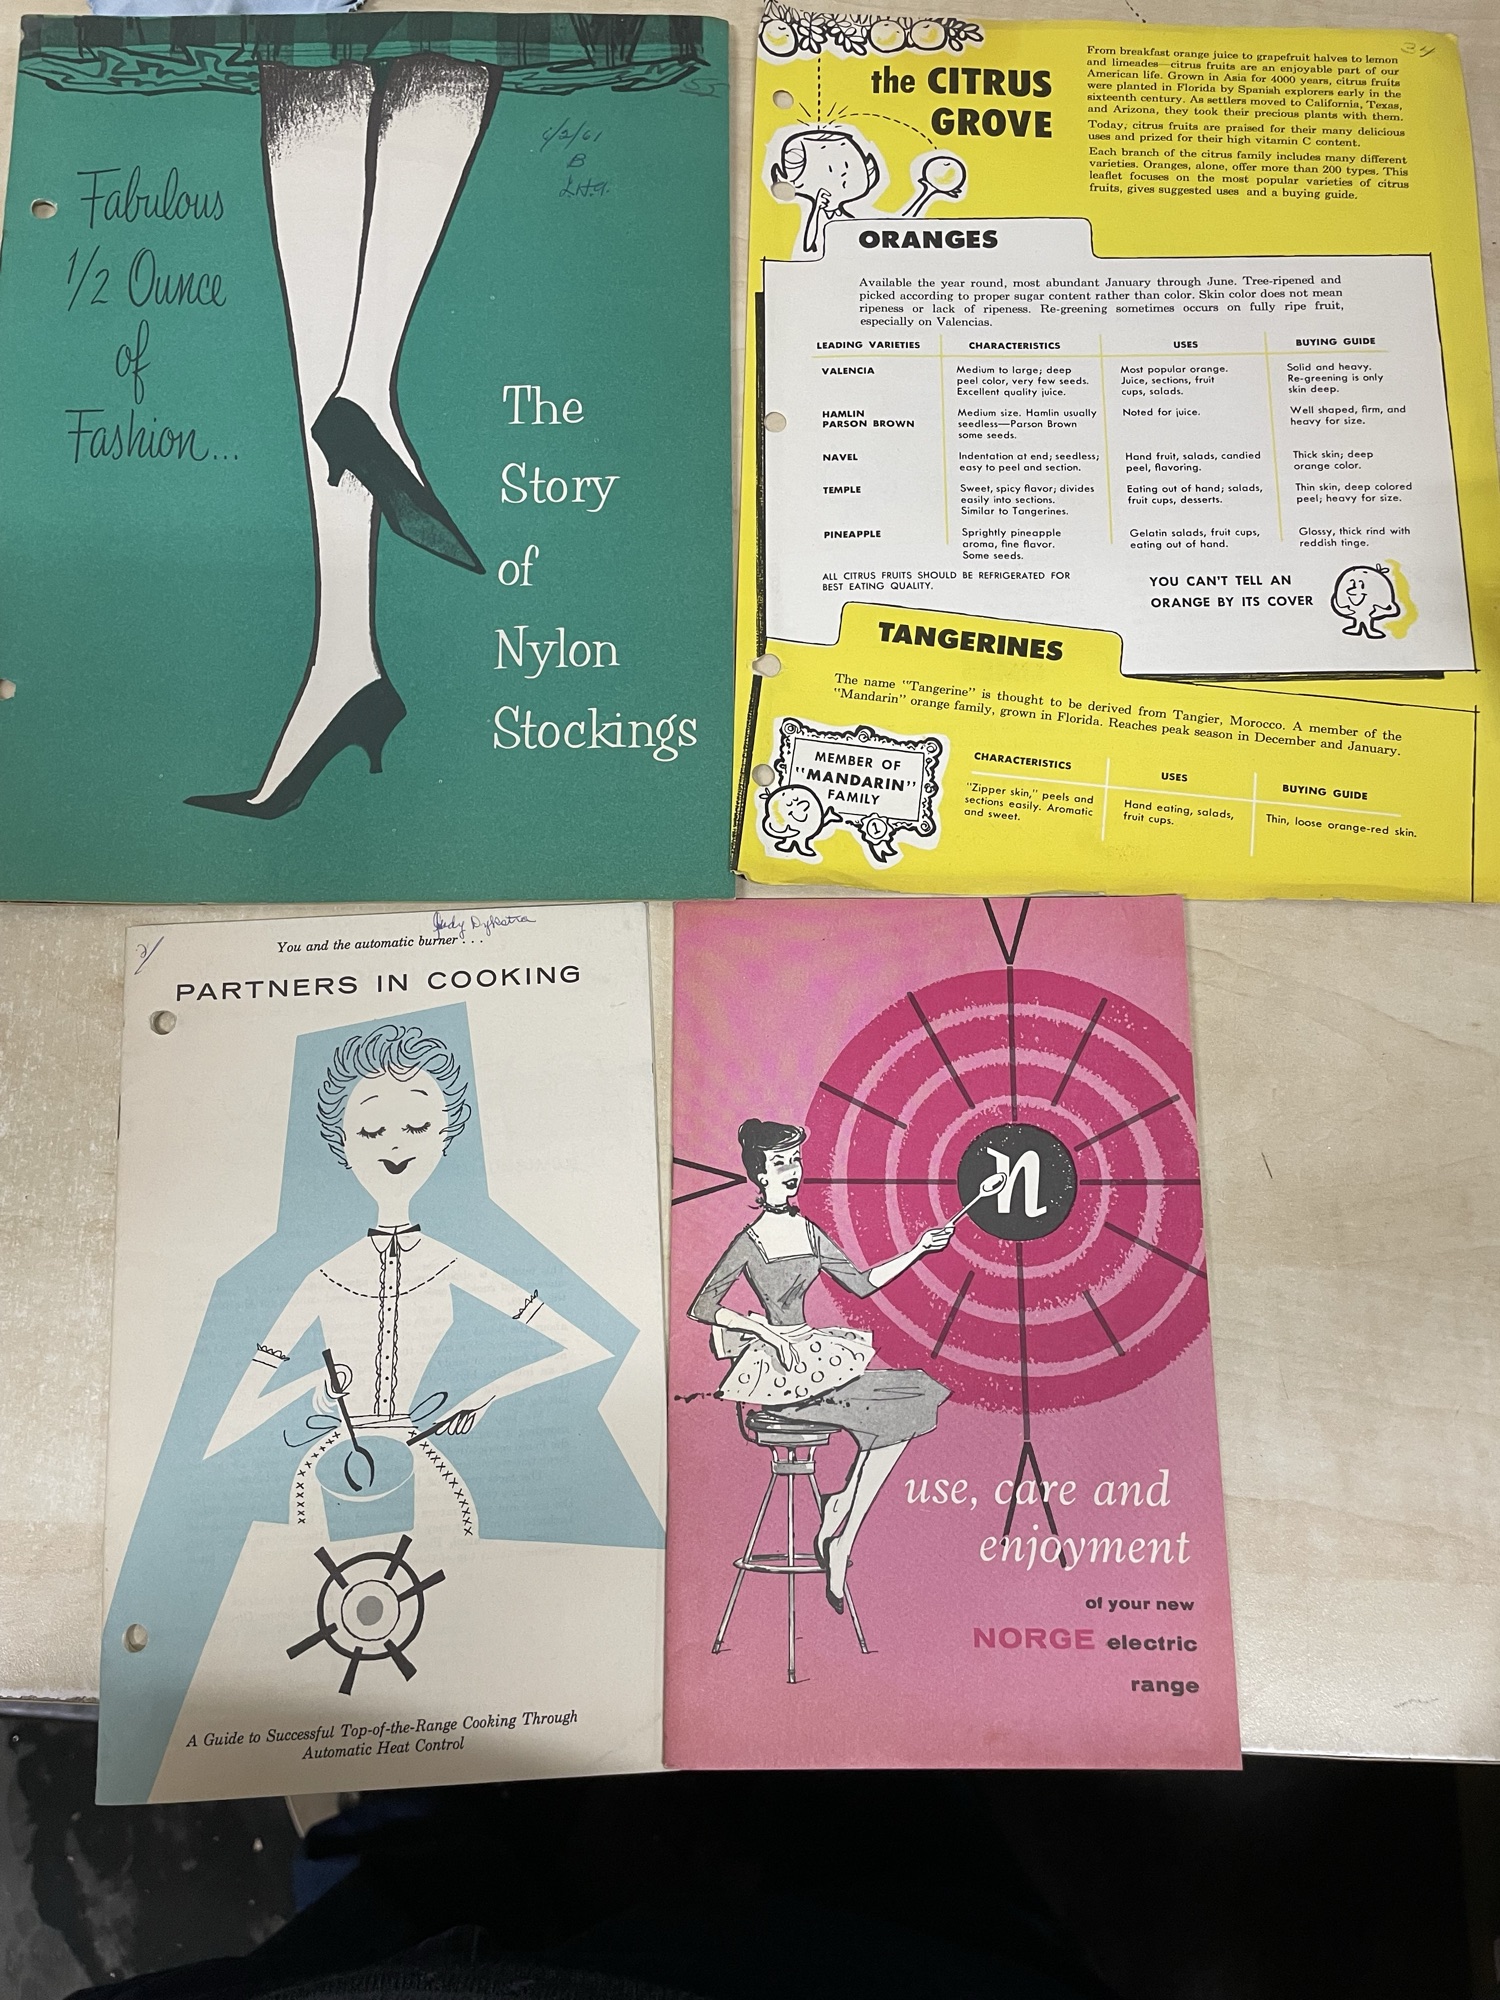 Fabulous
1/2 Ounce
of
Fashion...
The
Story
of
Nylon
Stockings
the CITRUS
GROVE
34
From breakfast orange juice to grapefruit halves to lemon
and limeades—citrus fruits are an enjoyable part of our
American life. Grown in Asia for 4000 years, citrus fruits
were planted in Florida by Spanish explorers early in the
sixteenth century. As settlers moved to California, Texas,
and Arizona, they took their precious plants with them.
Today, citrus fruits are praised for their many delicious
uses and prized for their high vitamin C content.
Each branch of the citrus family includes many different
varieties. Oranges, alone, offer more than 200 types. This
leaflet focuses on the most popular varieties of citrus
fruits, gives suggested uses and a buying guide.
ORANGES
Available the year round, most abundant January through June. Tree-ripened and
picked according to proper sugar content rather than color. Skin color does not mean
ripeness or lack of ripeness. Re-greening sometimes occurs on fully ripe fruit,
especially on Valencias.
LEADING VARIETIES CHARACTERISTICS USES BUYING GUIDE
VALENCIA
Medium to large; deep
peel color, very few seeds.
Excellent quality juice.
Most popular orange.
Juice, sections, fruit
cups, salads.
Solid and heavy.
Re-greening is only
skin deep.
HAMLIN
PARSON BROWN
Medium size. Hamlin usually
seedless—Parson Brown
some seeds.
Noted for juice.
Well shaped, firm, and
heavy for size.
NAVEL
Indentation at end; seedless;
easy to peel and section.
Hand fruit, salads, candied
peel, flavoring.
Thick skin; deep
orange color.
TEMPLE
Sweet, spicy flavor; divides
easily into sections.
Similar to Tangerines.
Eating out of hand; salads,
fruit cups, desserts.
Thin skin, deep colored
peel; heavy for size.
PINEAPPLE
Sprightly pineapple
aroma, fine flavor.
Some seeds.
Gelatin salads, fruit cups,
eating out of hand.
Glossy, thick rind with
reddish tinge.
ALL CITRUS FRUITS SHOULD BE REFRIGERATED FOR
BEST EATING QUALITY.
YOU CAN'T TELL AN
ORANGE BY ITS COVER
TANGERINES
The name "Tangerine" is thought to be derived from Tangier, Morocco. A member of the
"Mandarin" orange family, grown in Florida. Reaches peak season in December and January.
MEMBER OF
"MANDARIN"
FAMILY
1
CHARACTERISTICS USES BUYING GUIDE
"Zipper skin," peels and
sections easily. Aromatic
and sweet.
Hand eating, salads,
fruit cups.
Thin, loose orange-red skin.
Judy Dykstra
You and the automatic burner . . .
PARTNERS IN COOKING
A Guide to Successful Top-of-the-Range Cooking Through
Automatic Heat Control
n
use, care and
enjoyment
of your new
NORGE electric
range